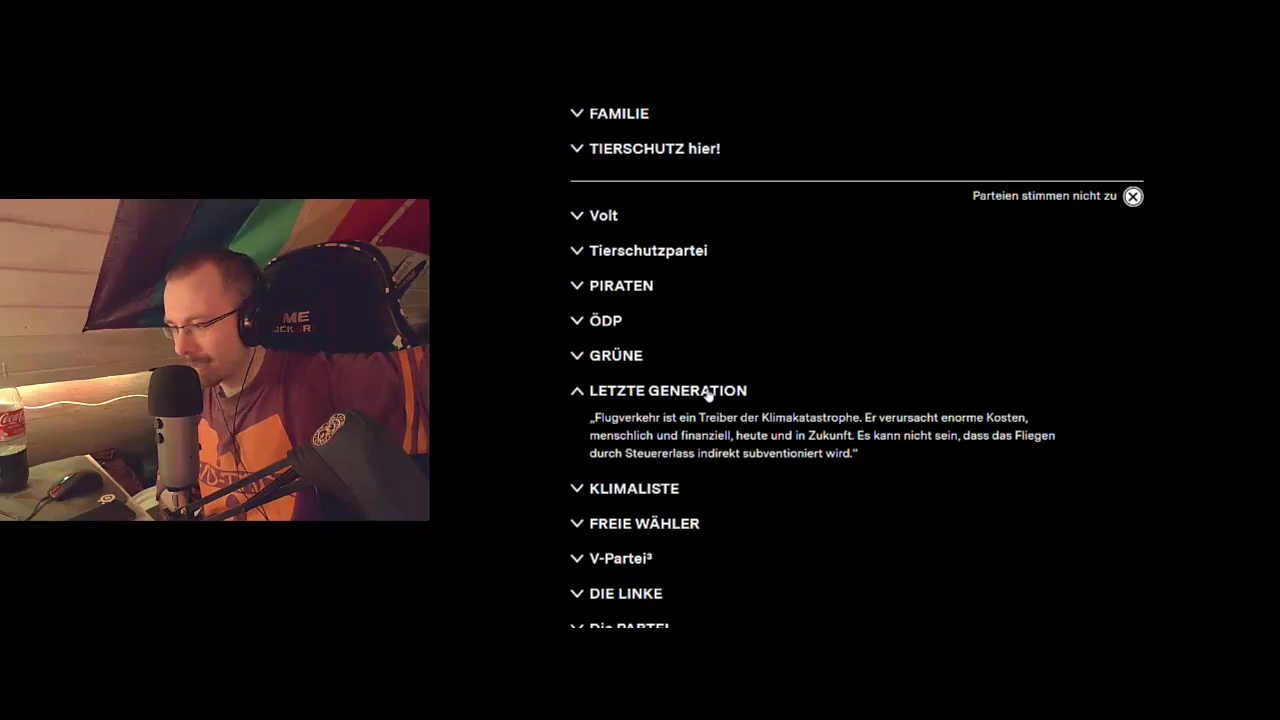 FAMILIE
TIERSCHUTZ hier!
Parteien stimmen nicht zu
Volt
Tierschutzpartei
PIRATEN
ÖDP
GRÜNE
LETZTE GENERATION
„Flugverkehr ist ein Treiber der Klimakatastrophe. Er verursacht enorme Kosten,
menschlich und finanziell, heute und in Zukunft. Es kann nicht sein, dass das Fliegen
durch Steuererlass indirekt subventioniert wird."
KLIMALISTE
FREIE WÄHLER
V-Partei³
DIE LINKE
Die PARTEI